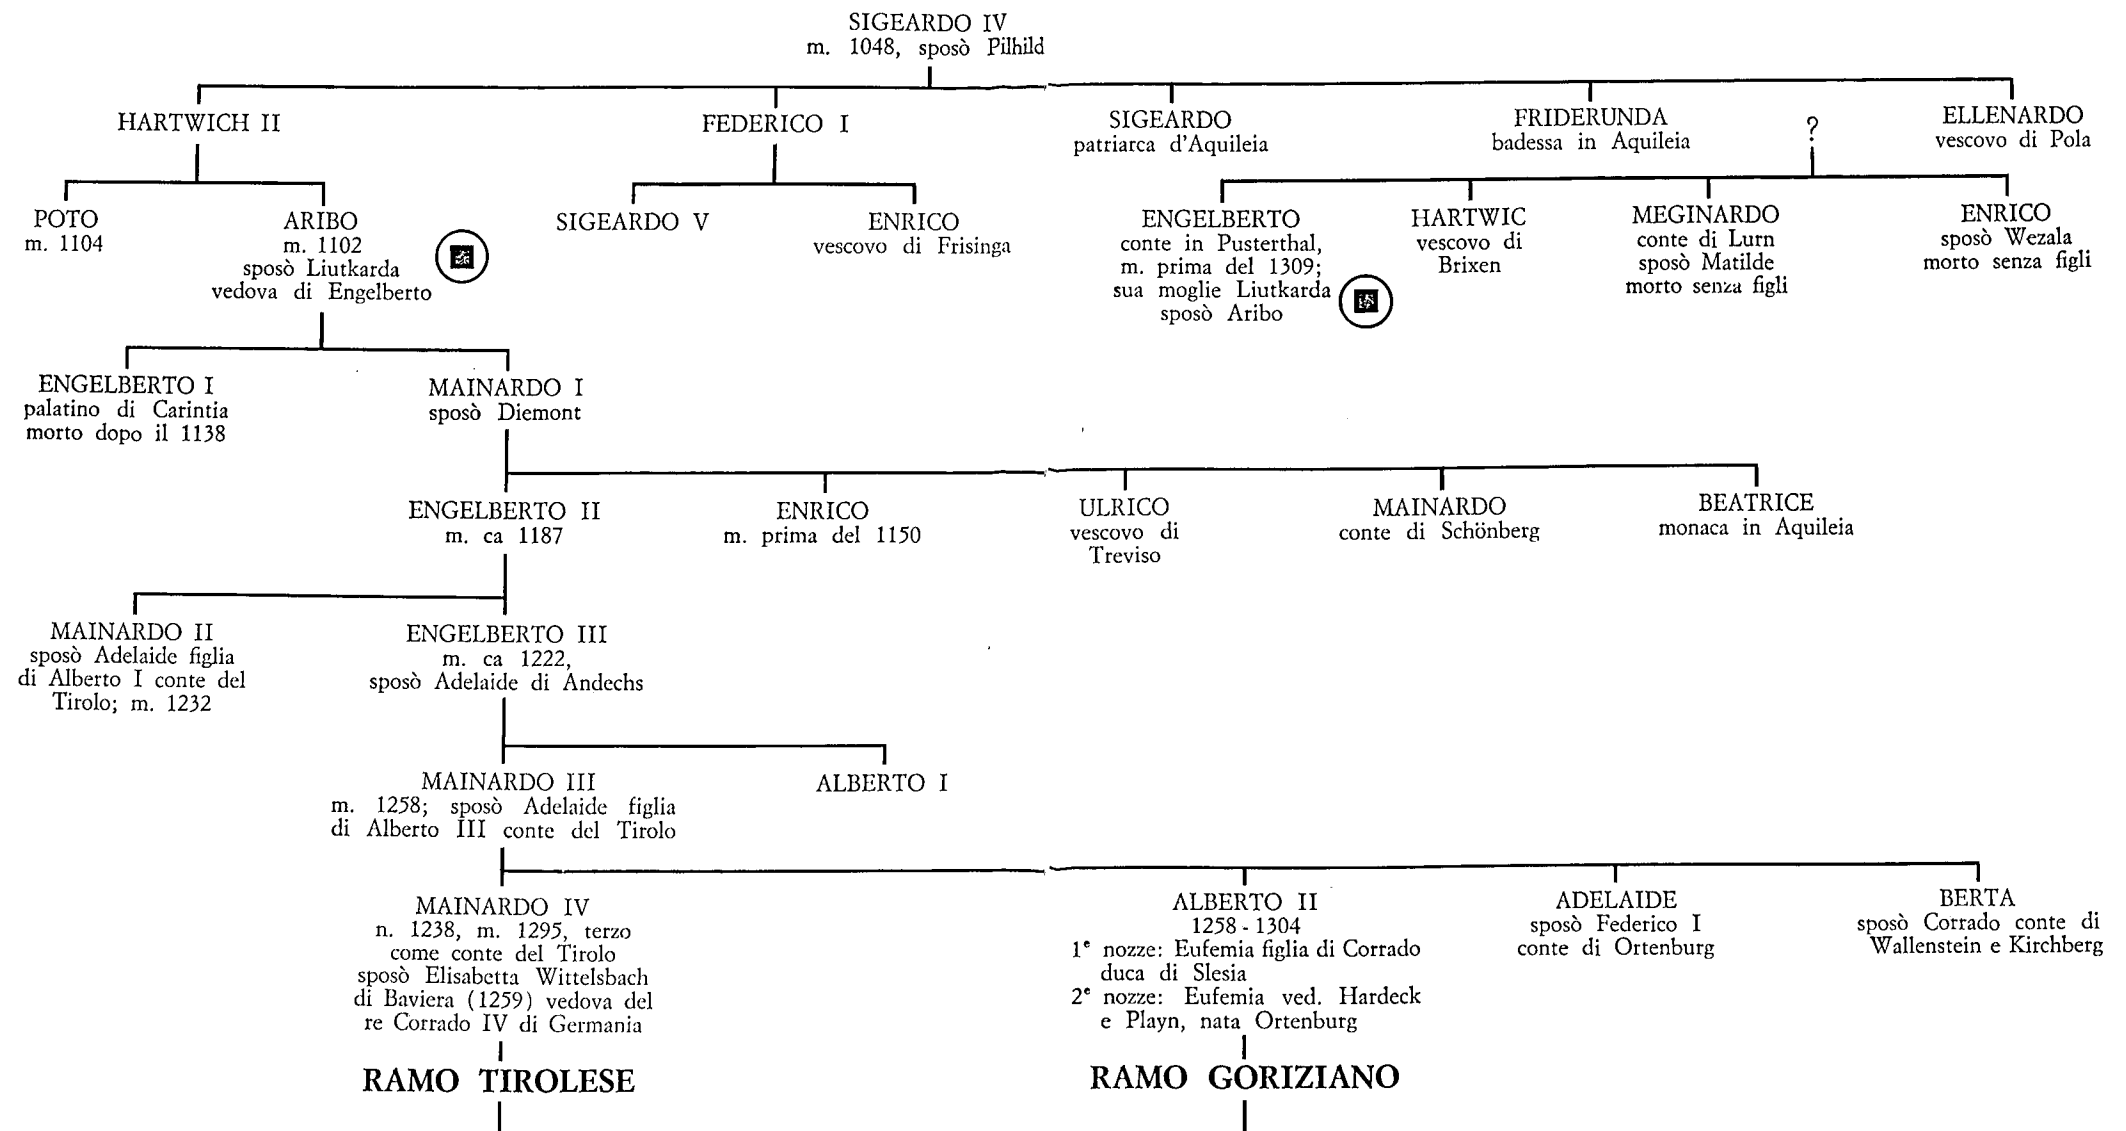 SIGEARDO IV
m. 1048, sposò Pilhild
HARTWICH II
FEDERICO I
SIGEARDO
patriarca d'Aquileia
FRIDERUNDA
badessa in Aquileia
?
ELLENARDO
vescovo di Pola
POTO
m. 1104
ARIBO
m. 1102
sposò Liutkarda
vedova di Engelberto
SIGEARDO V
ENRICO
vescovo di Frisinga
ENGELBERTO
conte in Pusterthal,
m. prima del 1309;
sua moglie Liutkarda
sposò Aribo
HARTWIC
vescovo di
Brixen
MEGINARDO
conte di Lurn
sposò Matilde
morto senza figli
ENRICO
sposò Wezala
morto senza figli
ENGELBERTO I
palatino di Carintia
morto dopo il 1138
MAINARDO I
sposò Diemont
ENGELBERTO II
m. ca 1187
ENRICO
m. prima del 1150
ULRICO
vescovo di
Treviso
MAINARDO
conte di Schönberg
BEATRICE
monaca in Aquileia
MAINARDO II
sposò Adelaide figlia
di Alberto I conte del
Tirolo; m. 1232
ENGELBERTO III
m. ca 1222,
sposò Adelaide di Andechs
MAINARDO III
m. 1258; sposò Adelaide figlia
di Alberto III conte del Tirolo
ALBERTO I
MAINARDO IV
n. 1238, m. 1295, terzo
come conte del Tirolo
sposò Elisabetta Wittelsbach
di Baviera (1259) vedova del
re Corrado IV di Germania
ALBERTO II
1258 - 1304
1ᵉ nozze: Eufemia figlia di Corrado
duca di Slesia
2ᵉ nozze: Eufemia ved. Hardeck
e Playn, nata Ortenburg
ADELAIDE
sposò Federico I
conte di Ortenburg
BERTA
sposò Corrado conte di
Wallenstein e Kirchberg
RAMO TIROLESE
RAMO GORIZIANO